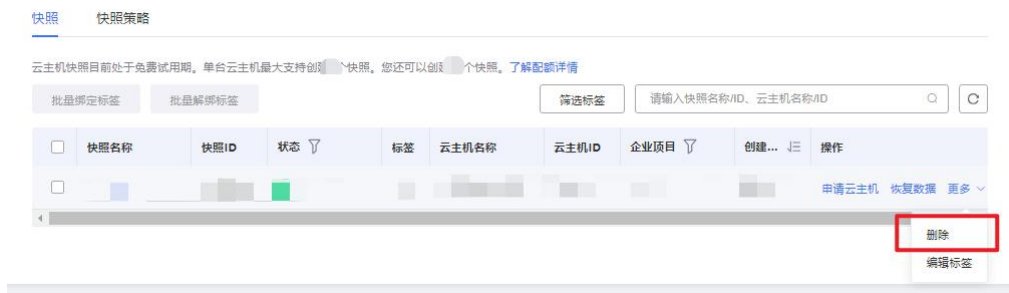 快照 快照策略
云主机快照目前处于免费试用期。单台云主机最大支持创建 个快照。您还可以创建 个快照。了解配额详情
批量绑定标签 批量解绑标签 筛选标签 请输入快照名称/ID、云主机名称/ID
快照名称 快照ID 状态 标签 云主机名称 云主机ID 企业项目 创建... 操作
申请云主机 恢复数据 更多
删除
编辑标签